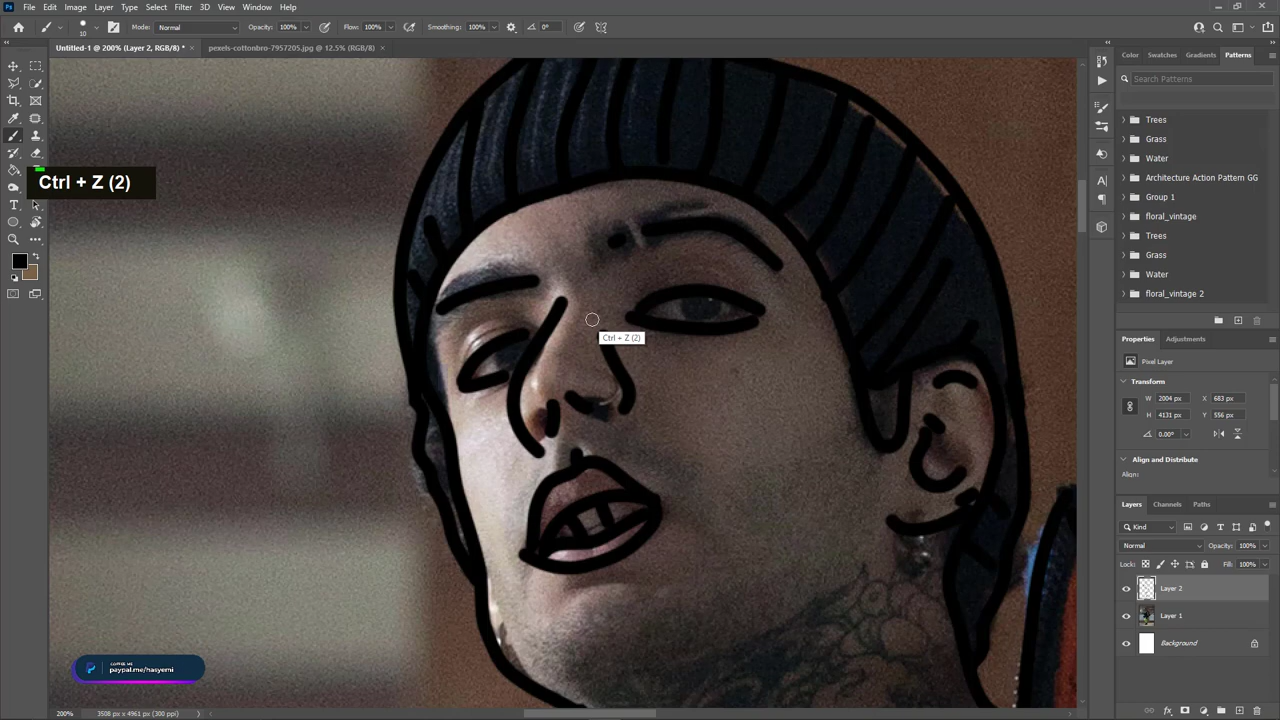 Ps File Edit Image Layer Type Select Filter 3D View Window Help
10 Mode: Normal Opacity: 100% Flow: 100% Smoothing: 100% 0°
Untitled-1 @ 200% (Layer 2, RGB/8) * × pexels-cottonbro-7957205.jpg @ 12.5% (RGB/8) ×
Color Swatches Gradients Patterns
Search Patterns
Trees
Grass
Water
Architecture Action Pattern GG
Group 1
floral_vintage
Trees
Grass
Water
floral_vintage 2
Ctrl + Z (2)
Ctrl + Z (2)
Properties Adjustments
Pixel Layer
Transform
W 2004 px X 683 px
H 4131 px Y 556 px
0.00°
Align and Distribute
Align:
Layers Channels Paths
Kind
Normal Opacity: 100%
Lock: Fill: 100%
Layer 2
Layer 1
Background
paypal.me/hasyemi
200% 3508 px x 4961 px (300 ppi)